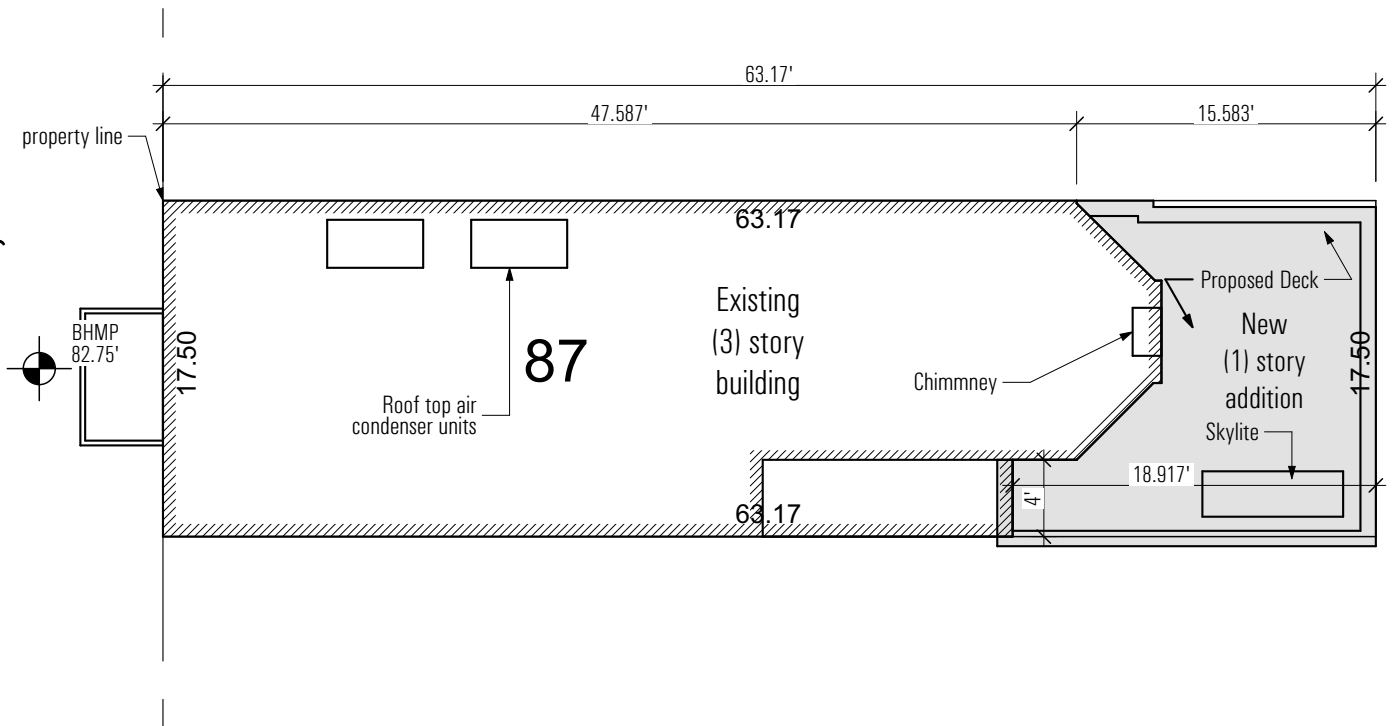 63.17'
47.587'
15.583'
property line
63.17
Existing
(3) story
building
87
BHMP
82.75'
17.50
Roof top air
condenser units
Chimmney
Proposed Deck
New
(1) story
addition
17.50
Skylite
18.917'
4'
63.17